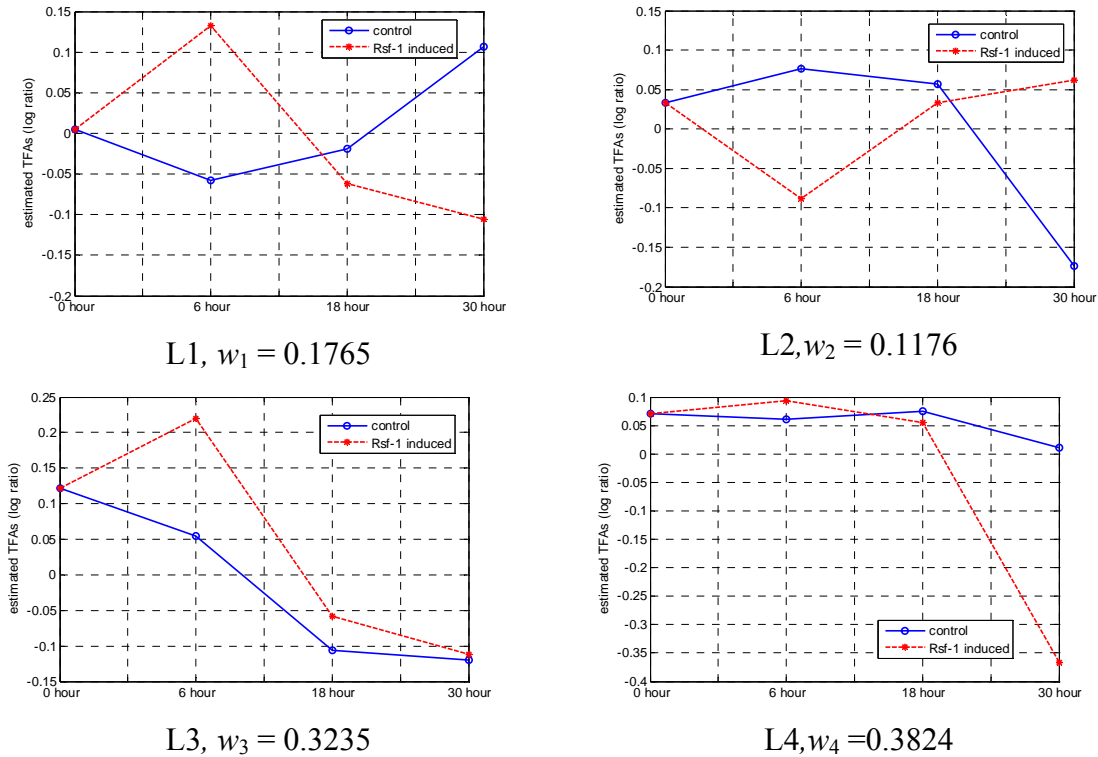 estimated TFAs (log ratio)
0.15
0.1
0.05
0
-0.05
-0.1
-0.15
-0.2
control
Rsf-1 induced
0 hour 6 hour 18 hour 30 hour
L1, w1 = 0.1765
estimated TFAs (log ratio)
0.15
0.1
0.05
0
-0.05
-0.1
-0.15
-0.2
control
Rsf-1 induced
0 hour 6 hour 18 hour 30 hour
L2,w2 = 0.1176
estimated TFAs (log ratio)
0.25
0.2
0.15
0.1
0.05
0
-0.05
-0.1
-0.15
control
Rsf-1 induced
0 hour 6 hour 18 hour 30 hour
L3, w3 = 0.3235
estimated TFAs (log ratio)
0.1
0.05
0
-0.05
-0.1
-0.15
-0.2
-0.25
-0.3
-0.35
-0.4
control
Rsf-1 induced
0 hour 6 hour 18 hour 30 hour
L4,w4 =0.3824